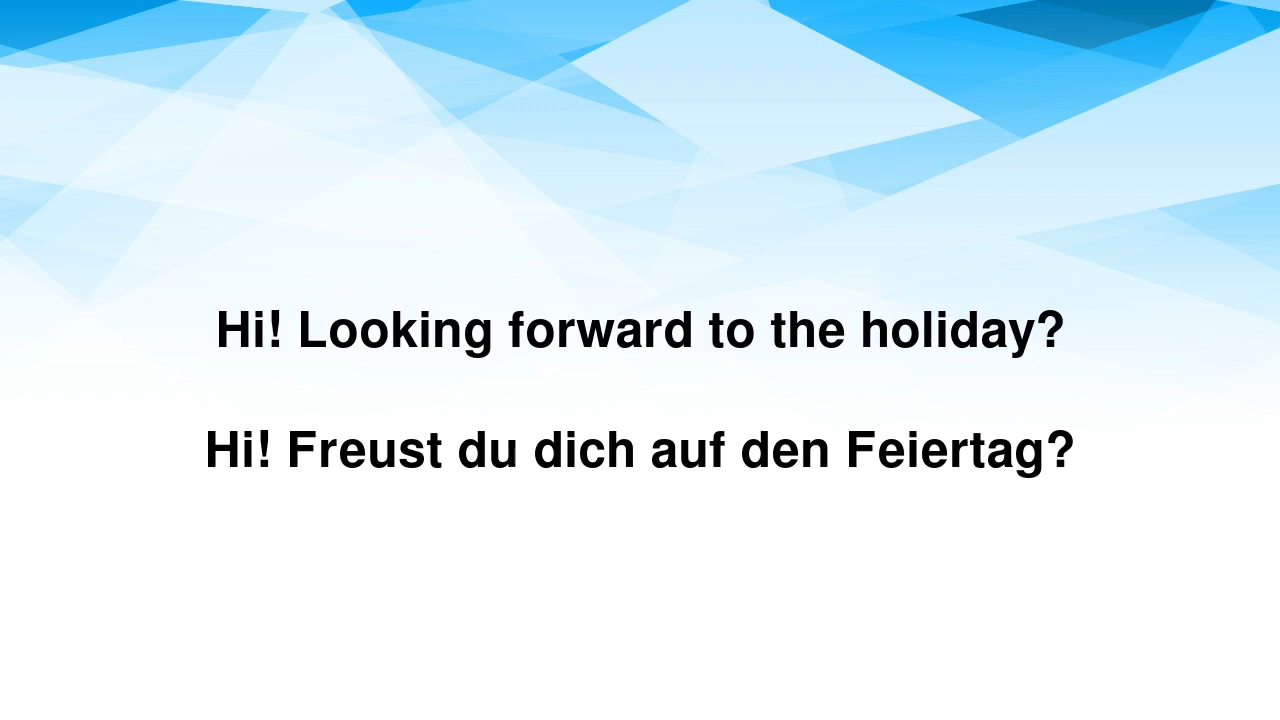 Hi! Looking forward to the holiday?
Hi! Freust du dich auf den Feiertag?